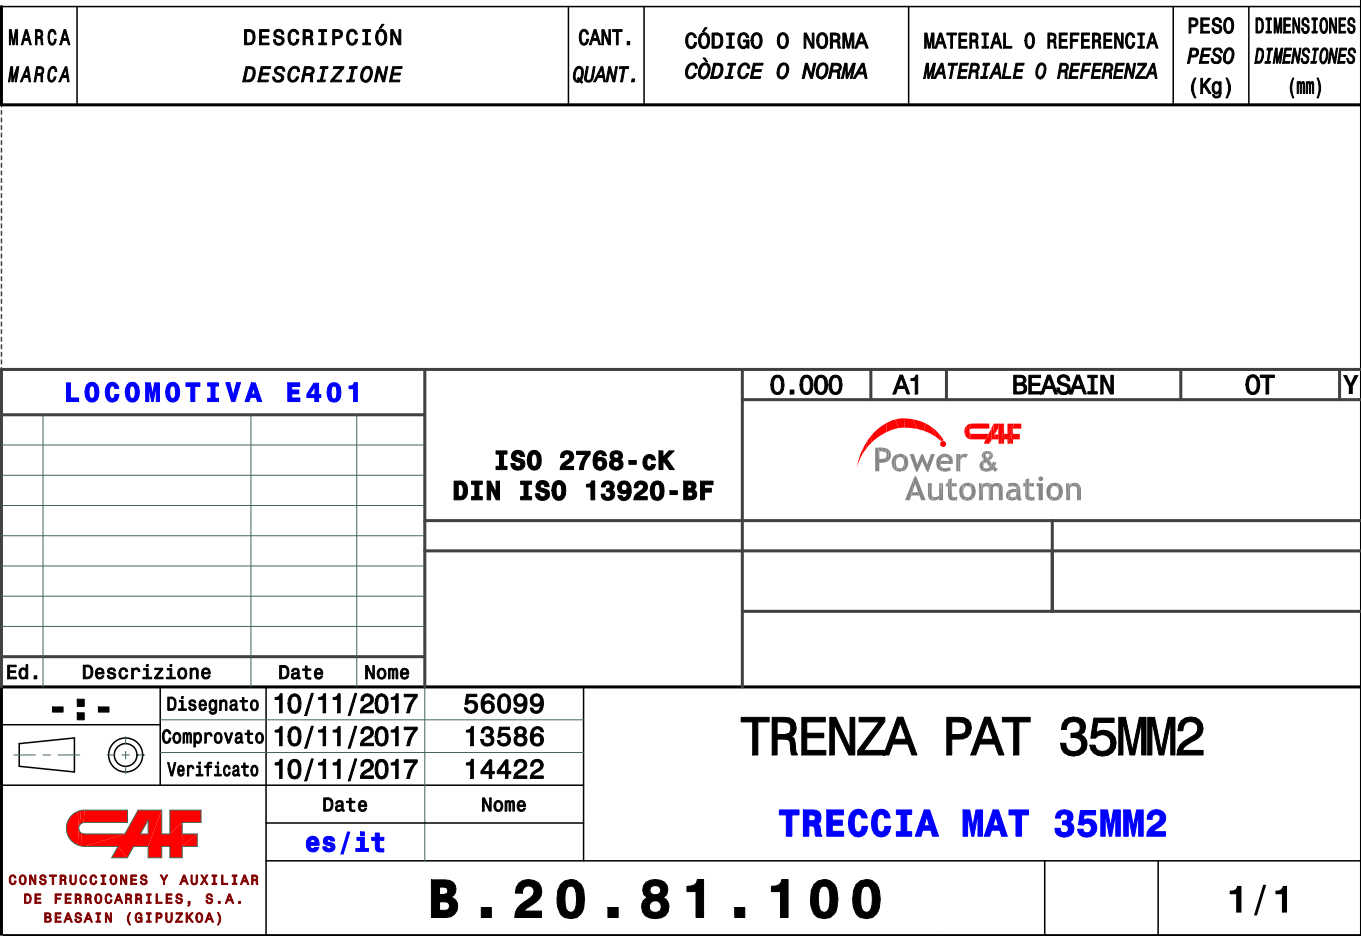 MARCA DESCRIPCIÓN CANT. CÓDIGO O NORMA MATERIAL O REFERENCIA PESO DIMENSIONES
MARCA DESCRIZIONE QUANT. CÒDICE O NORMA MATERIALE O REFERENZA PESO DIMENSIONES
(Kg) (mm)
LOCOMOTIVA E401
0.000 A1 BEASAIN OT Y
CAF
Power &
Automation
ISO 2768-cK
DIN ISO 13920-BF
Ed. Descrizione Date Nome
-:-
Disegnato 10/11/2017 56099
Comprovato 10/11/2017 13586
Verificato 10/11/2017 14422
Date Nome
es/it
TRENZA PAT 35MM2
TRECCIA MAT 35MM2
CAF
CONSTRUCCIONES Y AUXILIAR
DE FERROCARRILES, S.A.
BEASAIN (GIPUZKOA)
B.20.81.100
1/1